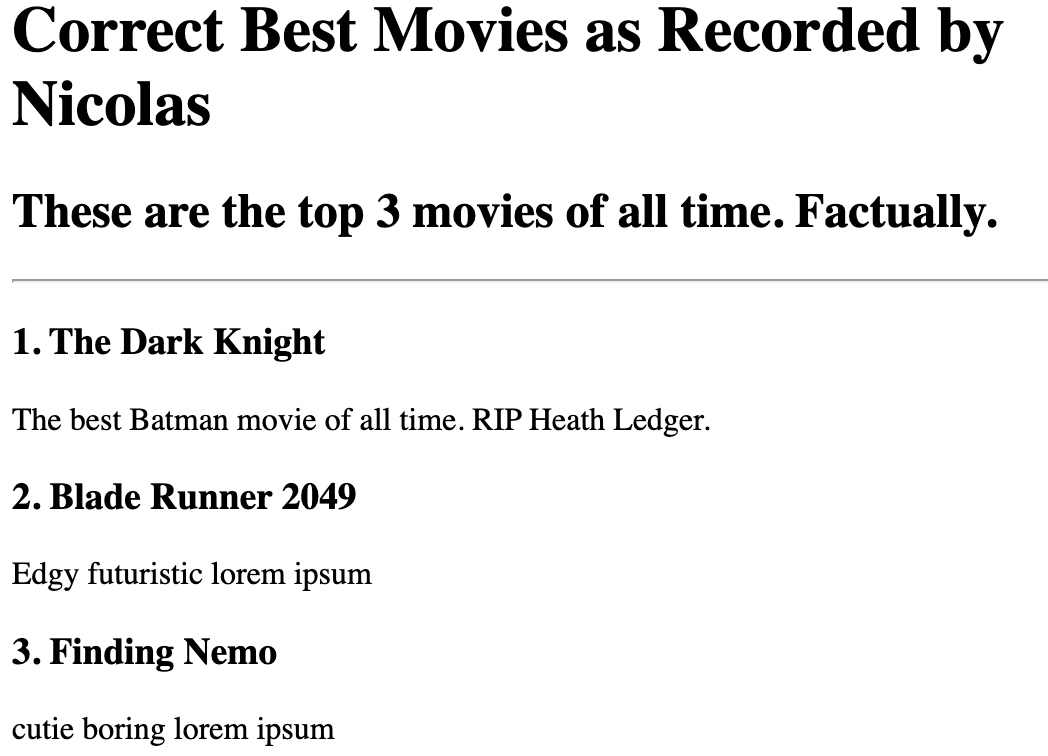 Correct Best Movies as Recorded by
Nicolas
These are the top 3 movies of all time. Factually.
1. The Dark Knight
The best Batman movie of all time. RIP Heath Ledger.
2. Blade Runner 2049
Edgy futuristic lorem ipsum
3. Finding Nemo
cutie boring lorem ipsum